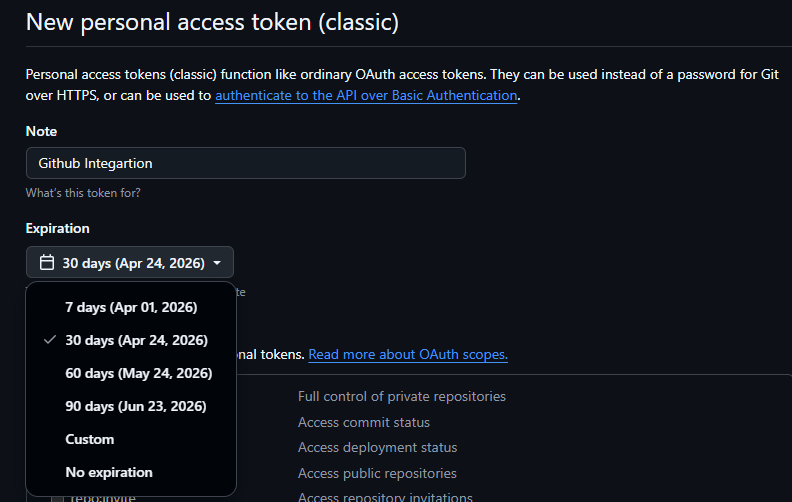 New personal access token (classic)
Personal access tokens (classic) function like ordinary OAuth access tokens. They can be used instead of a password for Git
over HTTPS, or can be used to authenticate to the API over Basic Authentication.
Note
Github Integartion
What's this token for?
Expiration
30 days (Apr 24, 2026)
7 days (Apr 01, 2026)
30 days (Apr 24, 2026)
60 days (May 24, 2026)
90 days (Jun 23, 2026)
Custom
No expiration
tokens. Read more about OAuth scopes.
Full control of private repositories
Access commit status
Access deployment status
Access public repositories
Access repository invitations
repo:invite